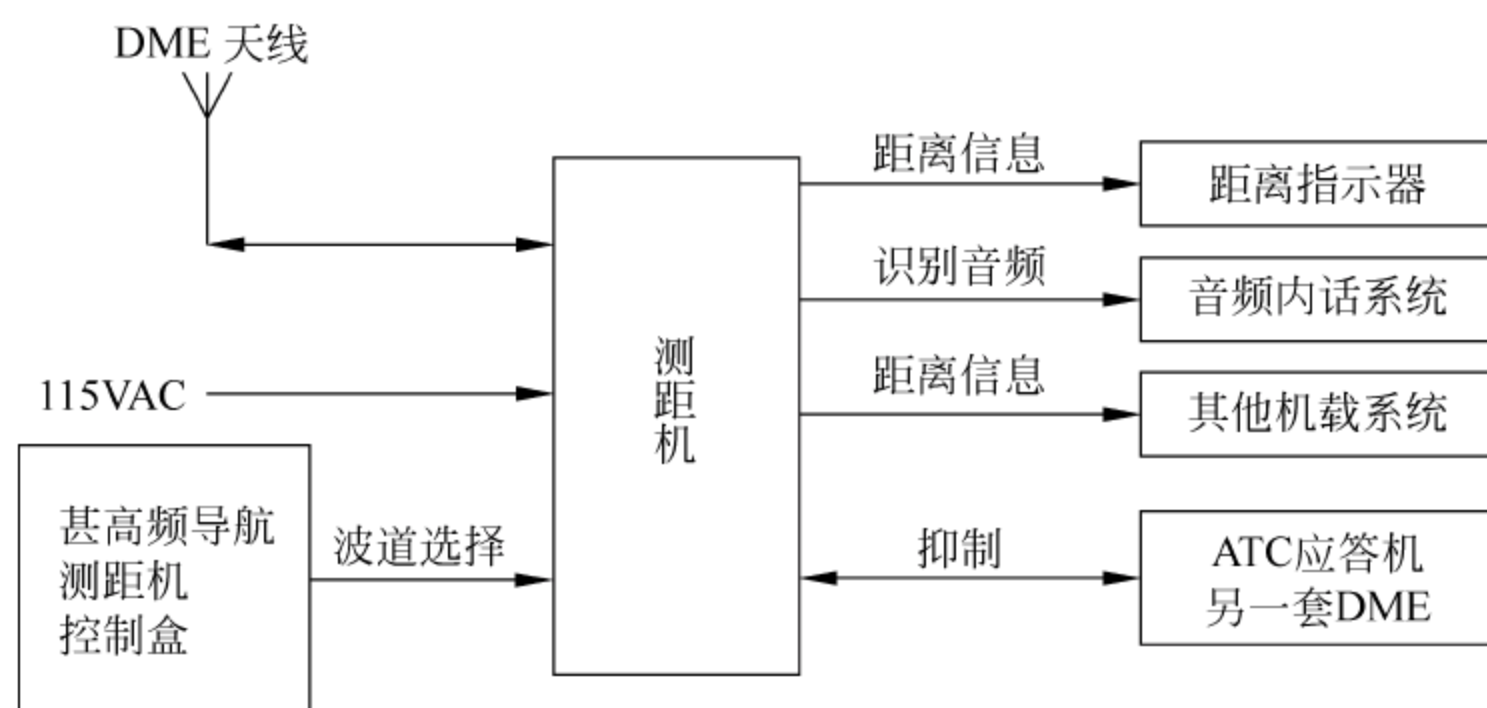 DME 天线
距离信息
距离指示器
识别音频
音频内话系统
测
距
机
距离信息
其他机载系统
115VAC
甚高频导航
测距机
控制盒
波道选择
抑制
ATC应答机
另一套DME